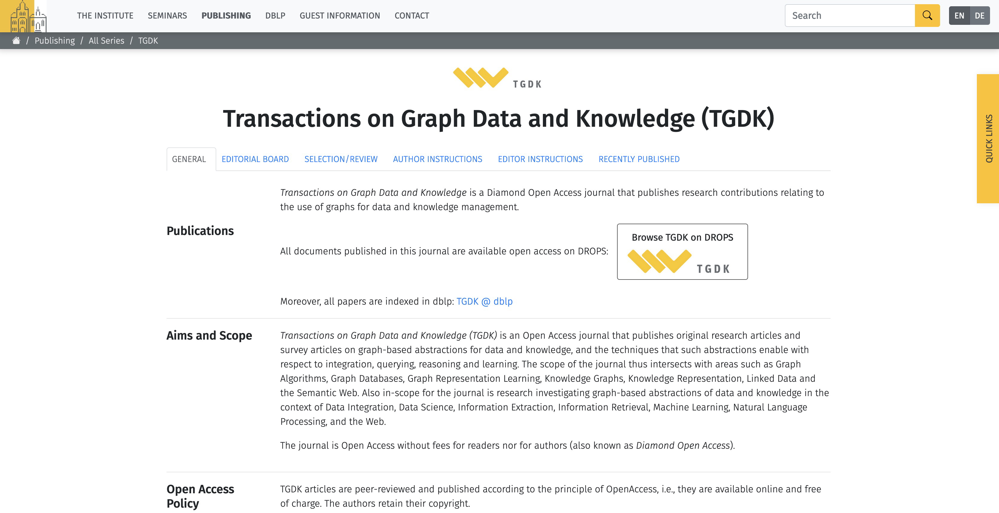 THE INSTITUTE SEMINARS PUBLISHING DBLP GUEST INFORMATION CONTACT Search EN DE
/ Publishing / All Series / TGDK
TGDK
Transactions on Graph Data and Knowledge (TGDK)
QUICK LINKS
GENERAL EDITORIAL BOARD SELECTION/REVIEW AUTHOR INSTRUCTIONS EDITOR INSTRUCTIONS RECENTLY PUBLISHED
Transactions on Graph Data and Knowledge is a Diamond Open Access journal that publishes research contributions relating to
the use of graphs for data and knowledge management.
Publications
All documents published in this journal are available open access on DROPS:
Browse TGDK on DROPS
TGDK
Moreover, all papers are indexed in dblp: TGDK @ dblp
Aims and Scope
Transactions on Graph Data and Knowledge (TGDK) is an Open Access journal that publishes original research articles and
survey articles on graph-based abstractions for data and knowledge, and the techniques that such abstractions enable with
respect to integration, querying, reasoning and learning. The scope of the journal thus intersects with areas such as Graph
Algorithms, Graph Databases, Graph Representation Learning, Knowledge Graphs, Knowledge Representation, Linked Data and
the Semantic Web. Also in-scope for the journal is research investigating graph-based abstractions of data and knowledge in the
context of Data Integration, Data Science, Information Extraction, Information Retrieval, Machine Learning, Natural Language
Processing, and the Web.
The journal is Open Access without fees for readers nor for authors (also known as Diamond Open Access).
Open Access
Policy
TGDK articles are peer-reviewed and published according to the principle of OpenAccess, i.e., they are available online and free
of charge. The authors retain their copyright.